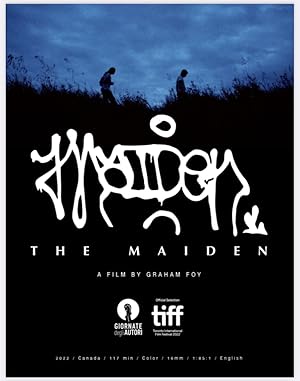 Maiden
THE MAIDEN
A FILM BY GRAHAM FOY
GIORNATE
degli AUTORI
Official Selection
tiff
Toronto International
Film Festival 2022
2022 / Canada / 117 min / Color / 16mm / 1:85:1 / English